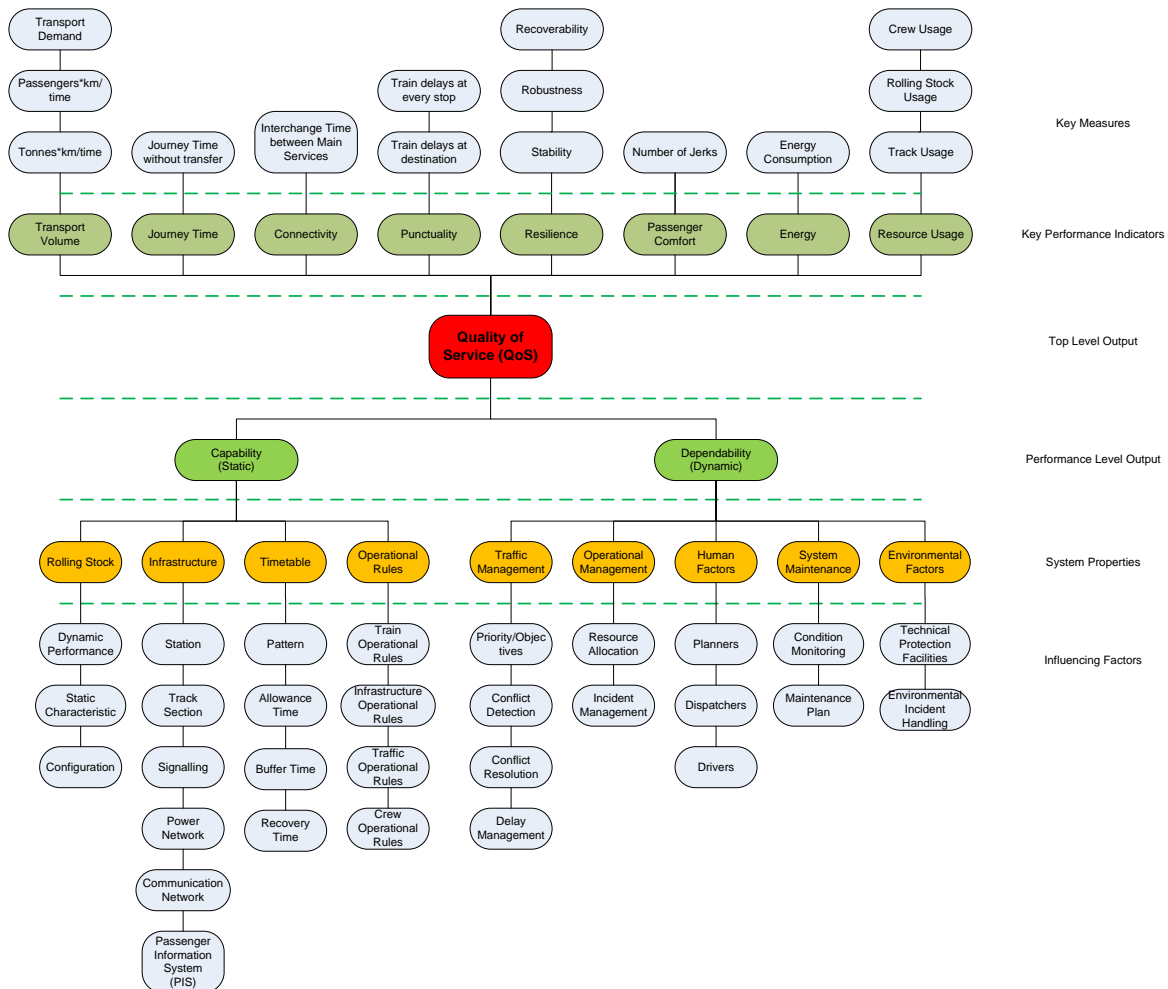 Transport
Demand
Recoverability
Crew Usage
Passengers*km/
time
Train delays at
every stop
Robustness
Rolling Stock
Usage
Key Measures
Tonnes*km/time
Journey Time
without transfer
Interchange Time
between Main
Services
Train delays at
destination
Stability
Number of Jerks
Energy
Consumption
Track Usage
Transport
Volume
Journey Time
Connectivity
Punctuality
Resilience
Passenger
Comfort
Energy
Resource Usage
Key Performance Indicators
Quality of
Service (QoS)
Top Level Output
Capability
(Static)
Dependability
(Dynamic)
Performance Level Output
Rolling Stock
Infrastructure
Timetable
Operational
Rules
Traffic
Management
Operational
Management
Human
Factors
System
Maintenance
Environmental
Factors
System Properties
Dynamic
Performance
Station
Pattern
Train
Operational
Rules
Priority/Objec
tives
Resource
Allocation
Planners
Condition
Monitoring
Technical
Protection
Facilities
Influencing Factors
Static
Characteristic
Track
Section
Allowance
Time
Infrastructure
Operational
Rules
Conflict
Detection
Incident
Management
Dispatchers
Maintenance
Plan
Environmental
Incident
Handling
Configuration
Signalling
Buffer Time
Traffic
Operational
Rules
Conflict
Resolution
Drivers
Power
Network
Recovery
Time
Crew
Operational
Rules
Delay
Management
Communication
Network
Passenger
Information
System
(PIS)